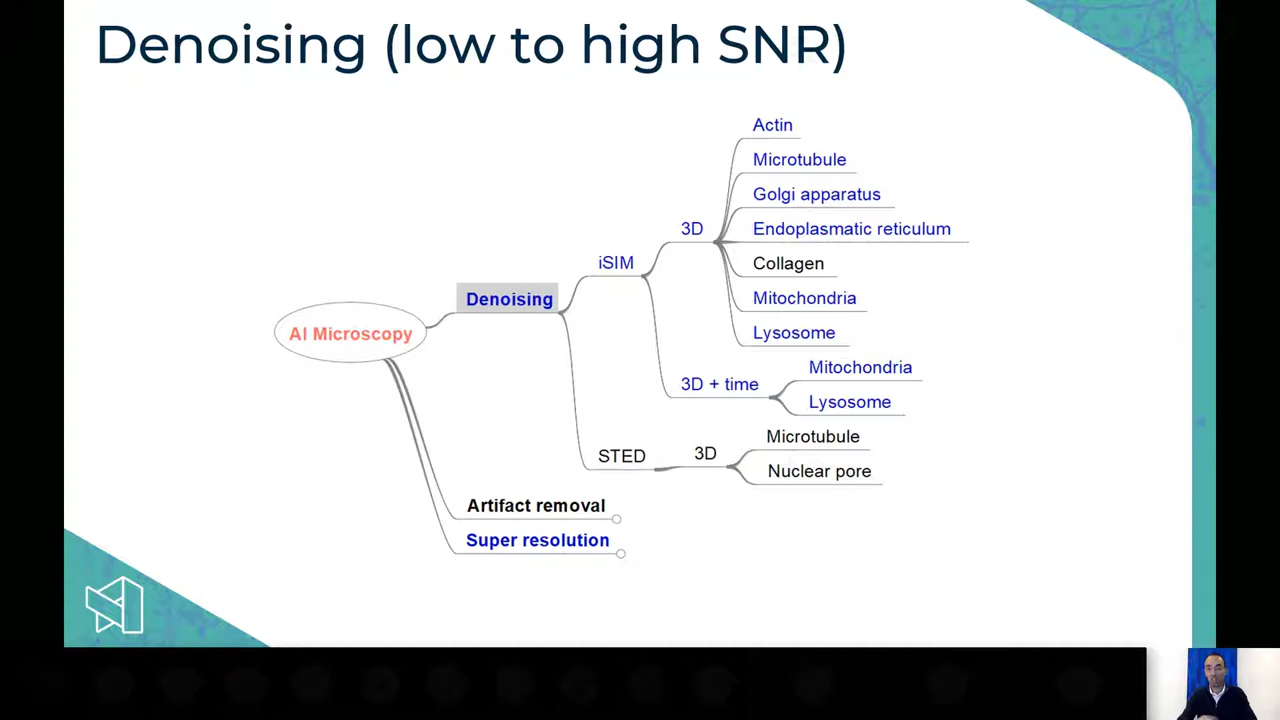 Denoising (low to high SNR)
Actin
Microtubule
Golgi apparatus
3D
Endoplasmatic reticulum
iSIM
Collagen
Denoising
Mitochondria
AI Microscopy
Lysosome
Mitochondria
3D + time
Lysosome
Microtubule
STED
3D
Nuclear pore
Artifact removal
Super resolution